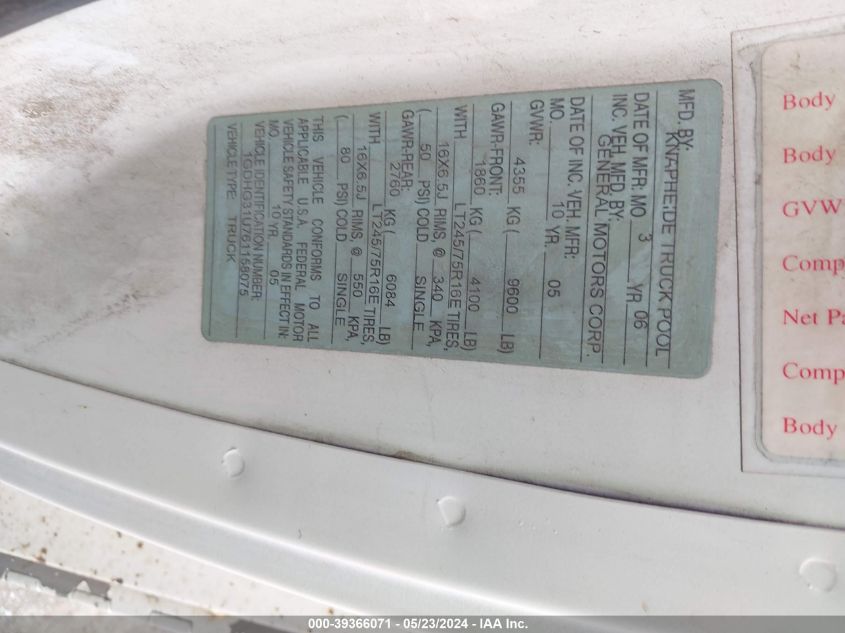 MFD. BY:
KNAPHEIDE TRUCK POOL
DATE OF MFR: MO. 3 YR 06
INC. VEH. MFD. BY:
GENERAL MOTORS CORP.
DATE OF INC. VEH. MFR:
MO. 10 YR. 05
GVWR:
4355 KG ( 9600 LB)
GAWR-FRONT:
1860 KG ( 4100 LB)
WITH LT245/75R16E TIRES,
16X6.5J RIMS, @ 340 KPA,
( 50 PSI) COLD SINGLE
GAWR-REAR:
2760 KG ( 6084 LB)
WITH LT245/75R16E TIRES,
16X6.5J RIMS, @ 550 KPA,
( 80 PSI) COLD SINGLE
THIS VEHICLE CONFORMS TO ALL
APPLICABLE U.S.A. FEDERAL MOTOR
VEHICLE SAFETY STANDARDS IN EFFECT IN:
MO. 10 YR. 05
VEHICLE IDENTIFICATION NUMBER:
1GDHG31U761158075
VEHICLE TYPE: TRUCK
Body
Body
GVW
Comp
Net Pa
Comp
Body
000-39366071 - 05/23/2024 - IAA Inc.